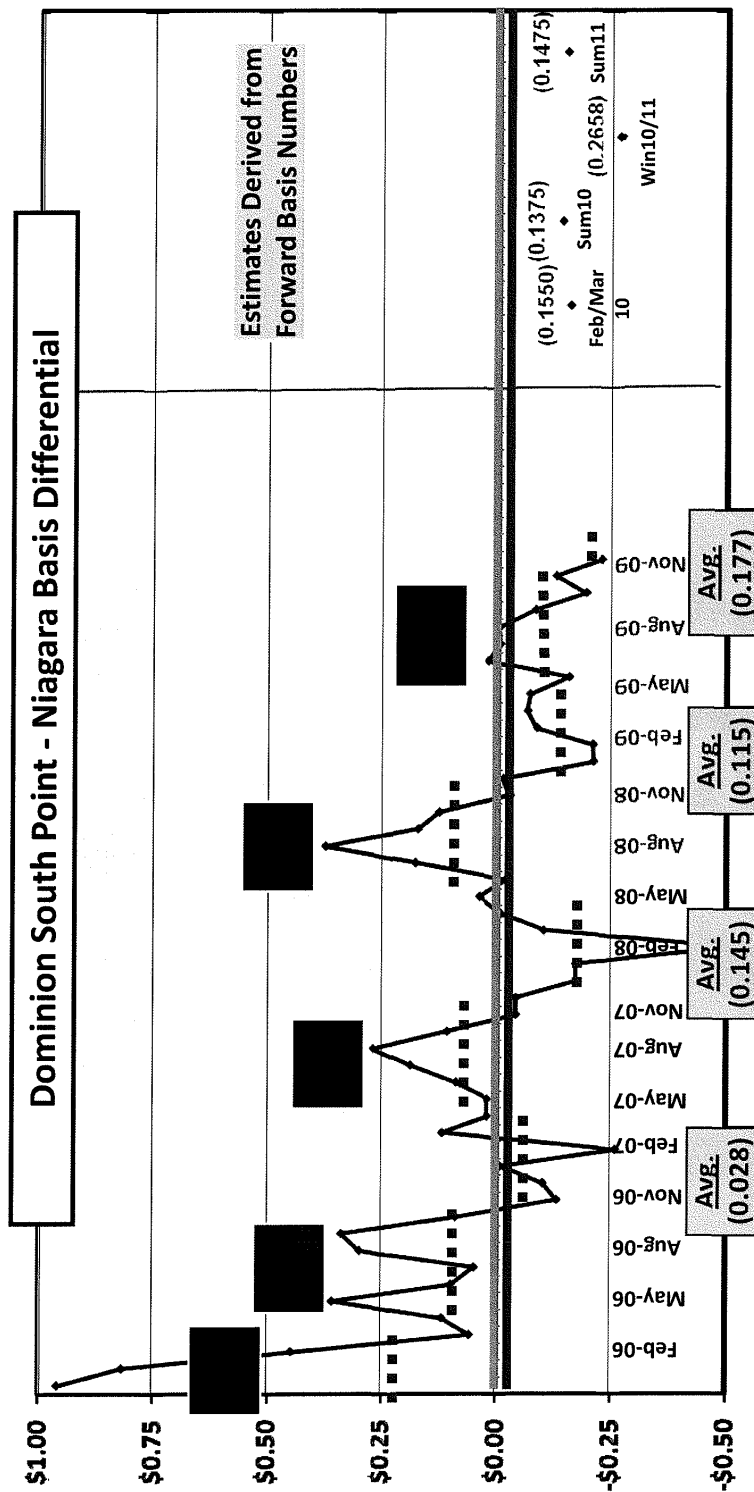 Dominion South Point - Niagara Basis Differential
$1.00
$0.75
$0.50
$0.25
$0.00
-$0.25
-$0.50
Estimates Derived from
Forward Basis Numbers
(0.1550)
Feb/Mar
10
(0.1375)
Sum10
(0.2658)
Win10/11
(0.1475)
Sum11
Feb-06
May-06
Aug-06
Nov-06
Feb-07
May-07
Aug-07
Nov-07
Feb-08
May-08
Aug-08
Nov-08
Feb-09
May-09
Aug-09
Nov-09
Avg.
(0.028)
Avg.
(0.145)
Avg.
(0.115)
Avg.
(0.177)